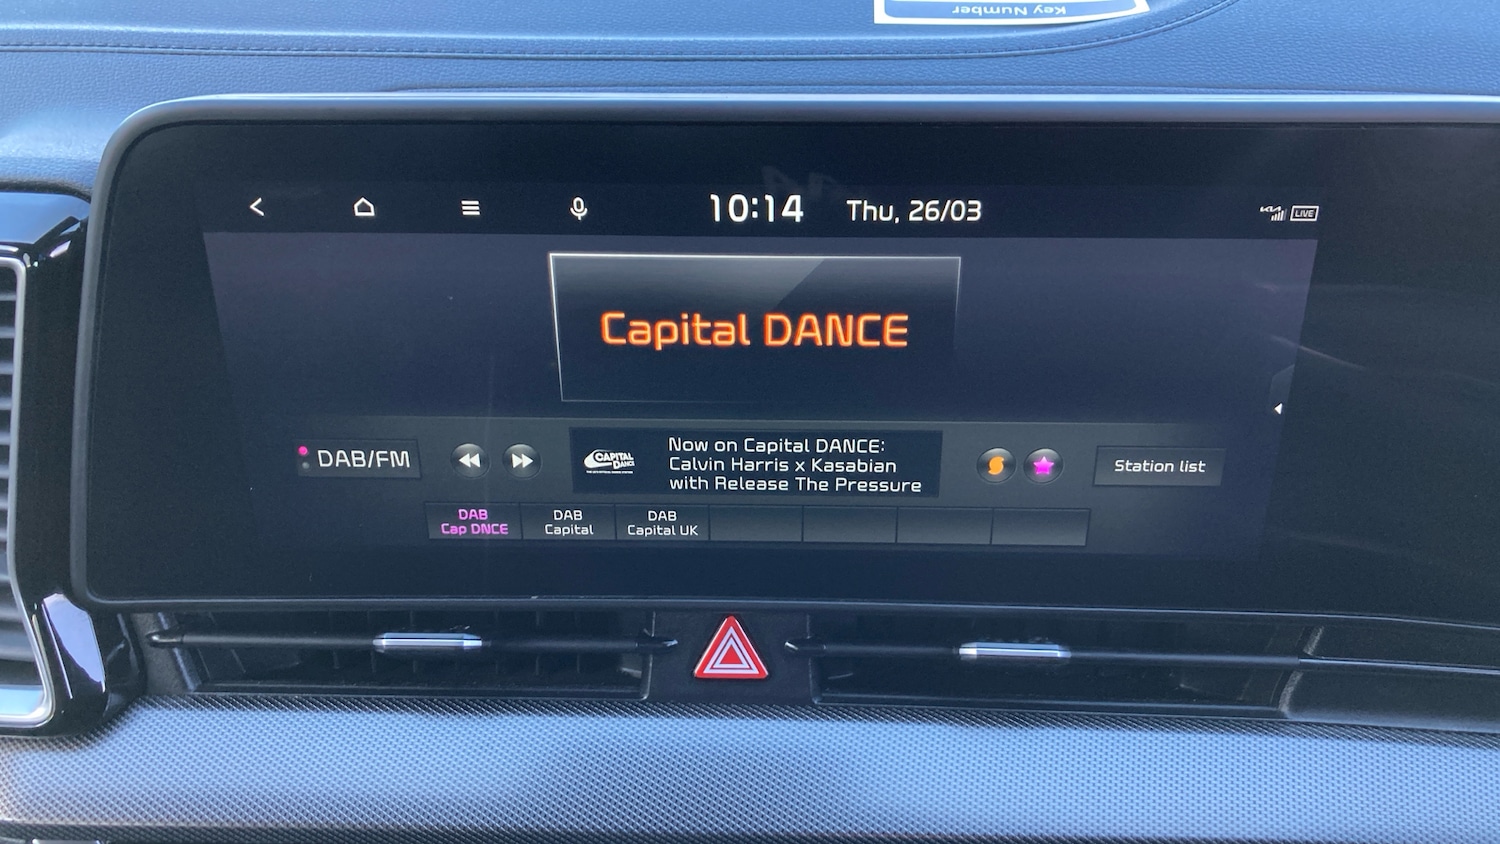 Key Number
10:14 Thu, 26/03
KIA LIVE
Capital DANCE
DAB/FM
CAPITAL
DANCE
Now on Capital DANCE:
Calvin Harris x Kasabian
with Release The Pressure
Station list
DAB
Cap DNCE
DAB
Capital
DAB
Capital UK